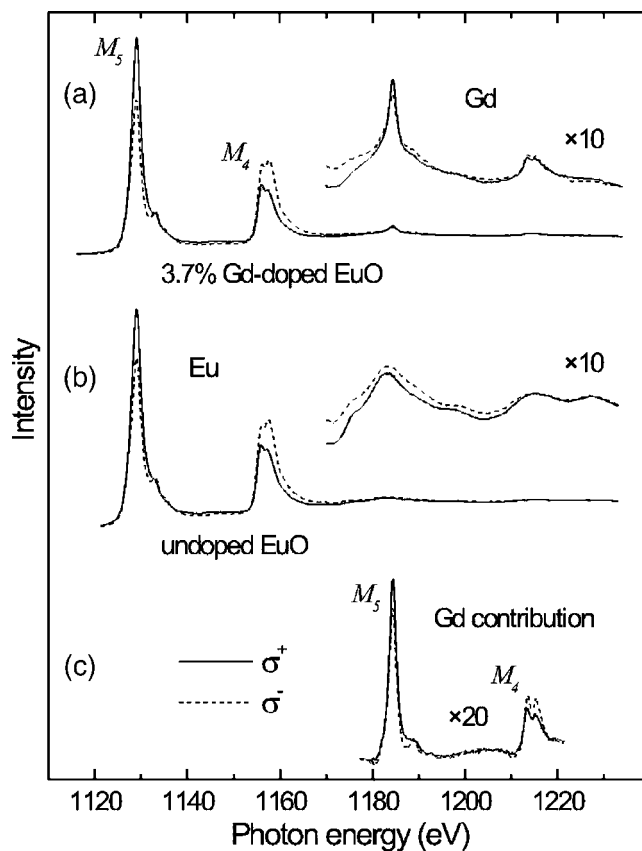 M5
(a)
Gd
×10
M4
3.7% Gd-doped EuO
(b)
Eu
×10
undoped EuO
M5
Gd contribution
(c)
σ+
σ-
M4
×20
Intensity
1120 1140 1160 1180 1200 1220
Photon energy (eV)